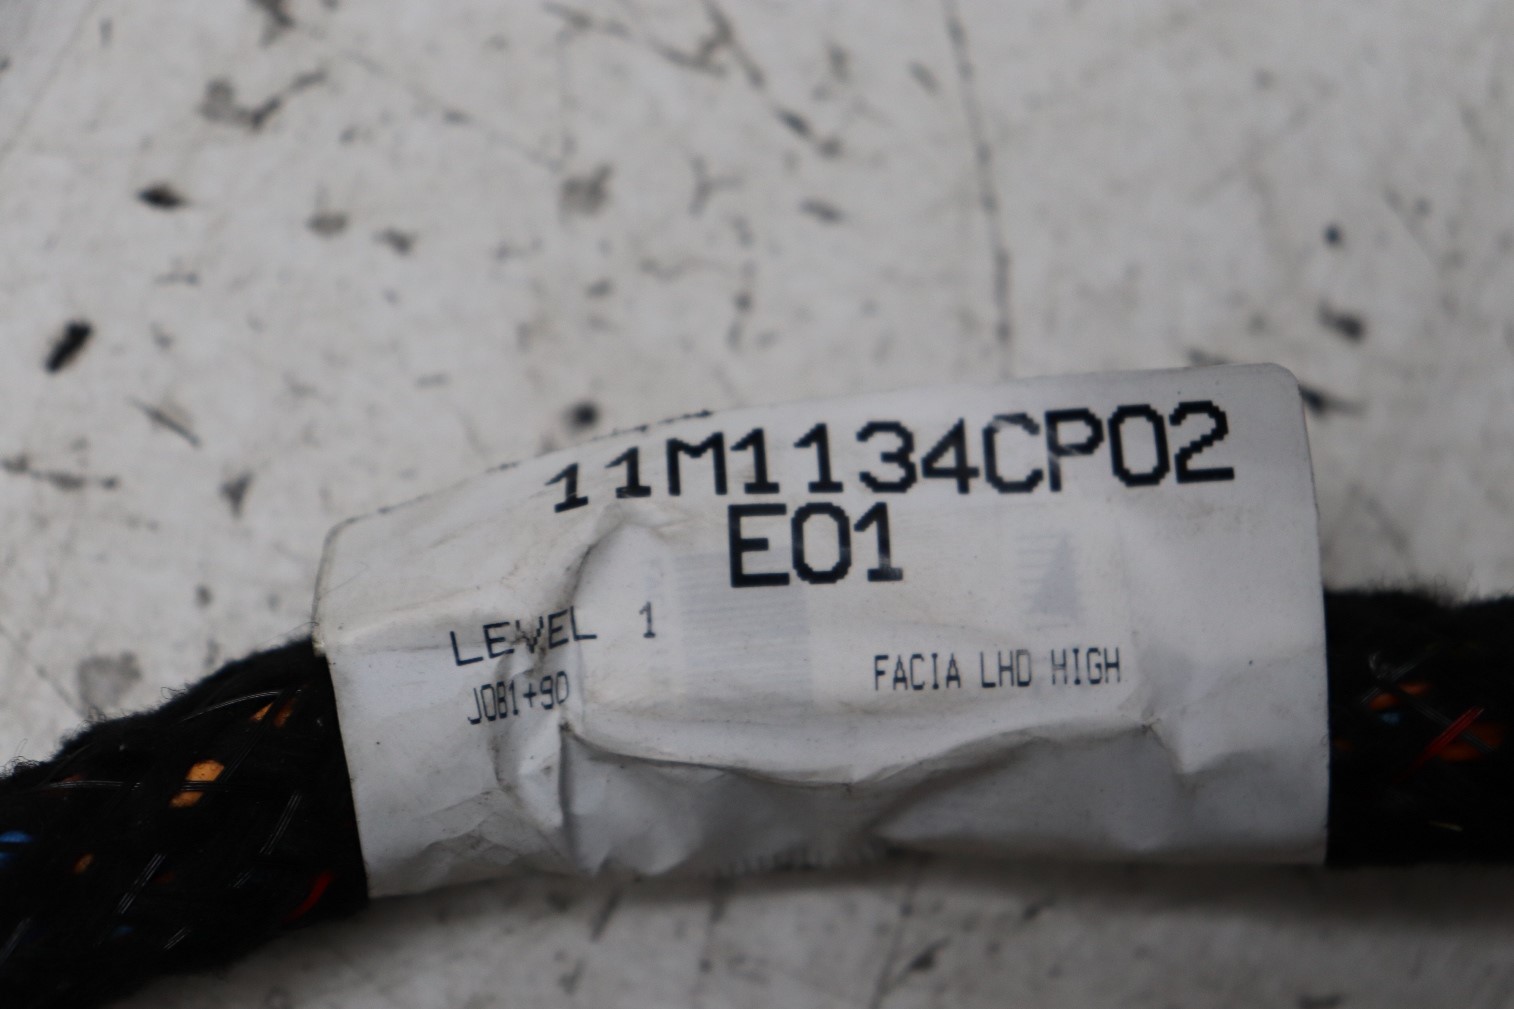 11M1134CP02
E01
LEVEL 1
J081+90
FACIA LHD HIGH